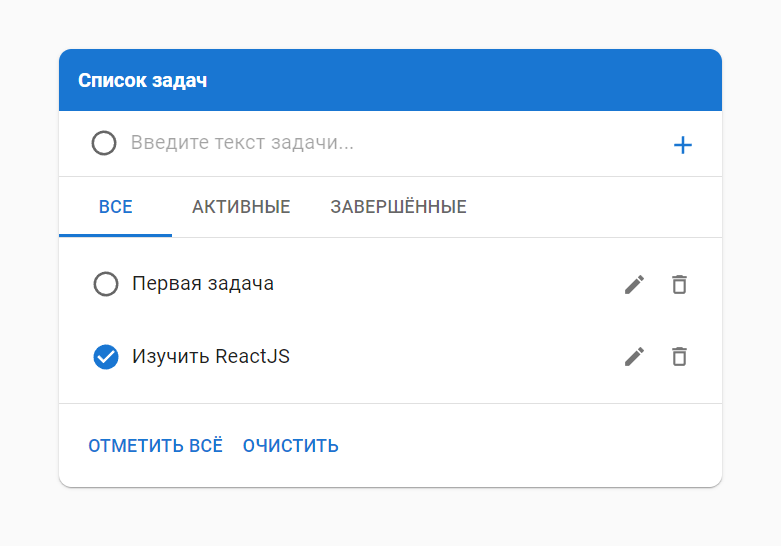 Список задач
Введите текст задачи...
ВСЕ АКТИВНЫЕ ЗАВЕРШЁННЫЕ
Первая задача
Изучить ReactJS
ОТМЕТИТЬ ВСЁ ОЧИСТИТЬ